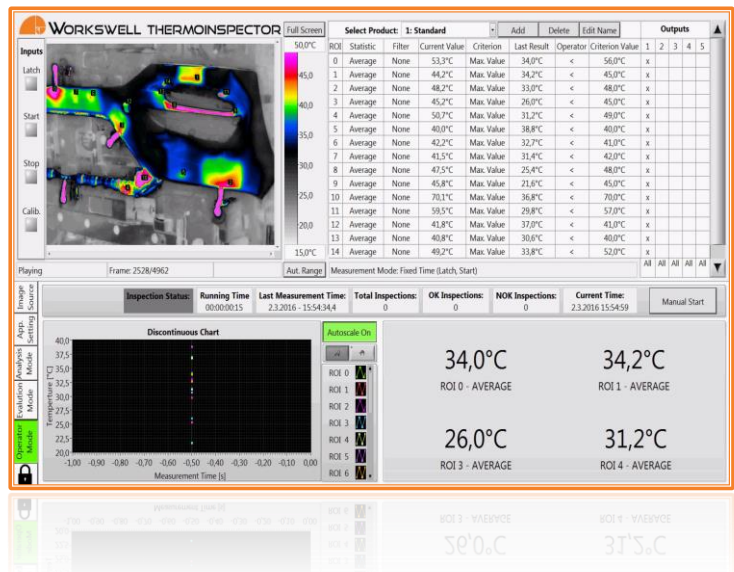 WORKSWELL THERMOINSPECTOR
Full Screen
Select Product: 1: Standard Add Delete Edit Name Outputs
Inputs
Latch
Start
Stop
Calib.
50,0°C
45,0
40,0
35,0
30,0
25,0
20,0
15,0°C
ROI Statistic Filter Current Value Criterion Last Result Operator Criterion Value 1 2 3 4 5
0 Average None 53,3°C Max. Value 34,0°C < 56,0°C x
1 Average None 44,2°C Max. Value 34,2°C < 45,0°C x
2 Average None 48,2°C Max. Value 33,0°C < 48,0°C x
3 Average None 45,2°C Max. Value 26,0°C < 45,0°C x
4 Average None 50,7°C Max. Value 31,2°C < 49,0°C x
5 Average None 40,0°C Max. Value 38,8°C < 40,0°C x
6 Average None 42,2°C Max. Value 32,7°C < 41,0°C x
7 Average None 41,5°C Max. Value 31,4°C < 42,0°C x
8 Average None 47,5°C Max. Value 25,4°C < 48,0°C x
9 Average None 45,8°C Max. Value 21,6°C < 45,0°C x
10 Average None 70,1°C Max. Value 36,8°C < 70,0°C x
11 Average None 59,5°C Max. Value 29,8°C < 57,0°C x
12 Average None 41,8°C Max. Value 37,0°C < 41,0°C x
13 Average None 40,8°C Max. Value 30,6°C < 40,0°C x
14 Average None 49,2°C Max. Value 33,8°C < 52,0°C x
All All All All All
Playing Frame: 2528/4962 Aut. Range Measurement Mode: Fixed Time (Latch, Start)
Image Source
App. Setting
Analysis Mode
Evalution Mode
Operator Mode
Inspection Status: Running Time Last Measurement Time: Total Inspections: OK Inspections: NOK Inspections: Current Time: Manual Start
00:00:00:15 2.3.2016 - 15:54:34,4 0 0 0 2.3.2016 15:54:59
Discontinuous Chart
Autoscale On
Temperture [°C]
40,0
37,5
35,0
32,5
30,0
27,5
25,0
22,5
20,0
-1,00 -0,90 -0,80 -0,70 -0,60 -0,50 -0,40 -0,30 -0,20 -0,10 0,00
Measurement Time [s]
ROI 0
ROI 1
ROI 2
ROI 3
ROI 4
ROI 5
ROI 6
34,0°C 34,2°C
ROI 0 - AVERAGE ROI 1 - AVERAGE
26,0°C 31,2°C
ROI 3 - AVERAGE ROI 4 - AVERAGE